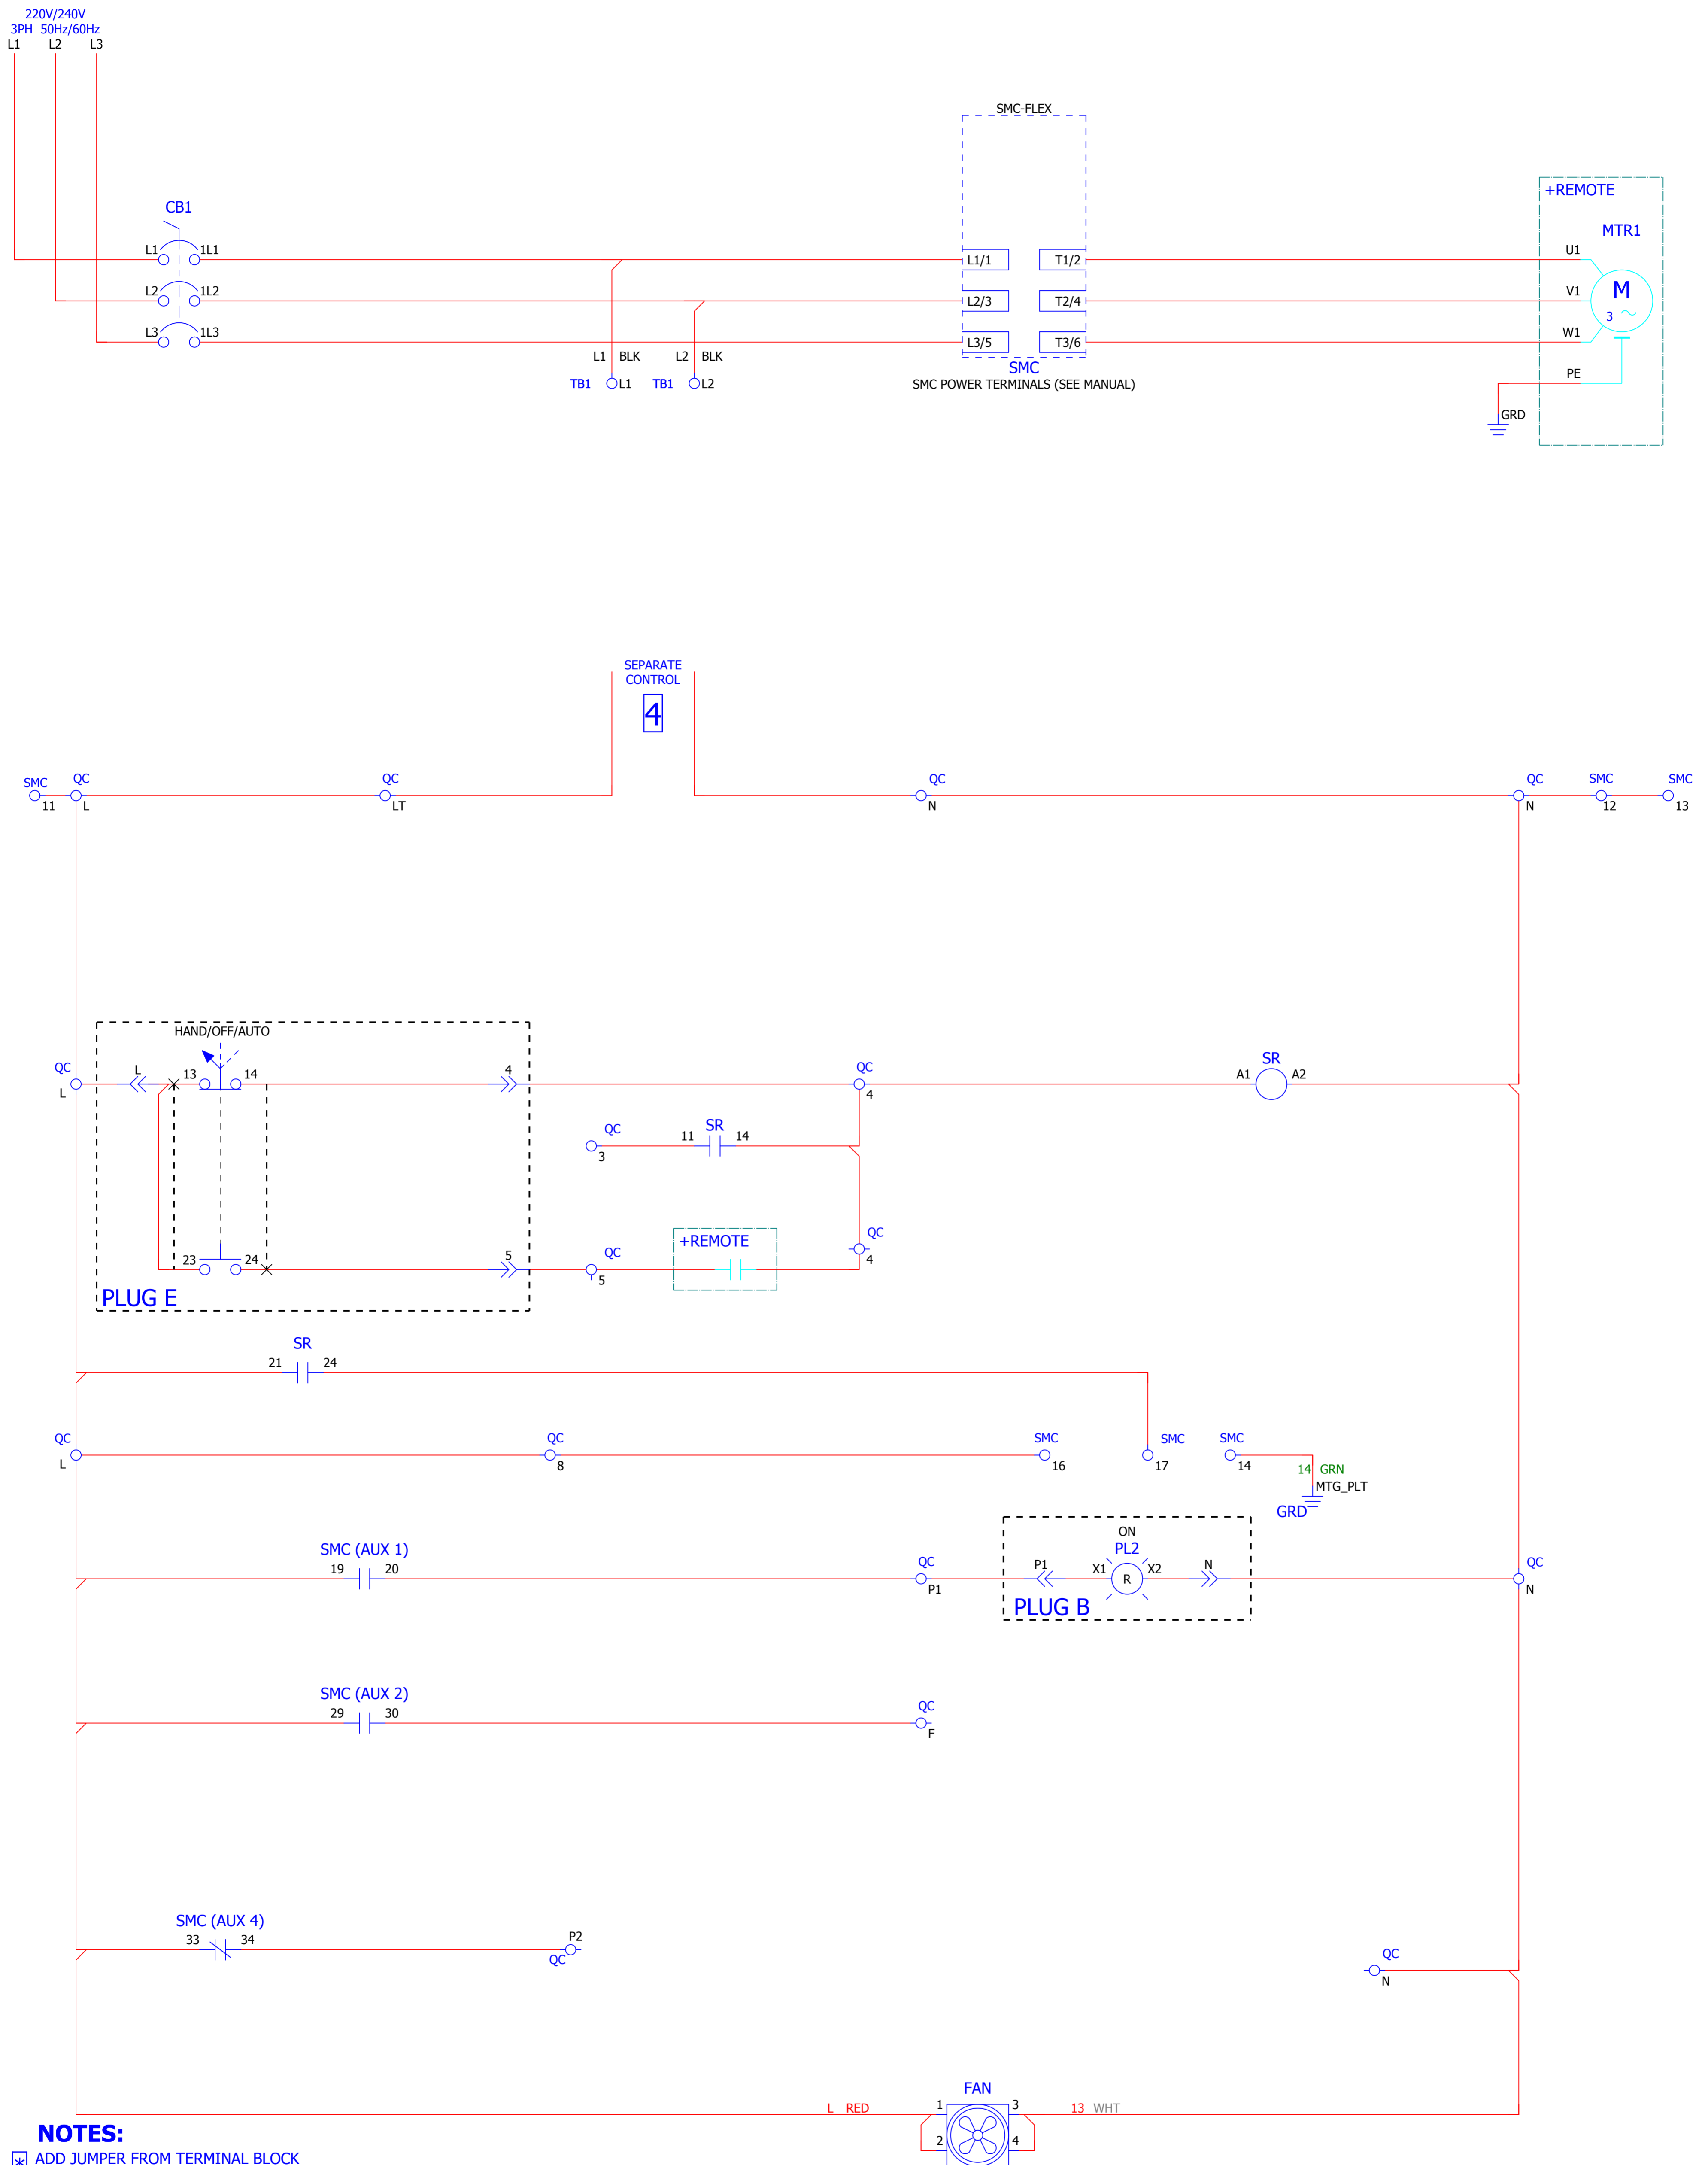 220V/240V
3PH 50Hz/60Hz
L1 L2 L3
SMC-FLEX
+REMOTE
CB1
MTR1
L1 1L1
L1/1 T1/2
U1
L2 1L2
L2/3 T2/4
V1
M
3
L3 1L3
L3/5 T3/6
W1
L1 BLK L2 BLK
SMC
PE
TB1 L1 TB1 L2
SMC POWER TERMINALS (SEE MANUAL)
GRD
SEPARATE
CONTROL
4
SMC QC QC QC QC SMC SMC
11 L LT N N 12 13
HAND/OFF/AUTO
SR
QC L 13 14 4 QC A1 A2
L 4
QC 11 SR 14
3
QC
+REMOTE
23 24 5 QC 4
5
PLUG E
SR
21 24
QC QC SMC SMC SMC
L 8 16 17 14
14 GRN
MTG_PLT
GRD
ON
SMC (AUX 1)
PL2
19 20 QC P1 X1 R X2 N QC
P1 N
PLUG B
SMC (AUX 2)
29 30 QC
F
SMC (AUX 4)
33 34 P2
QC
QC
N
FAN
L RED 1 3 13 WHT
2 4
NOTES:
* ADD JUMPER FROM TERMINAL BLOCK